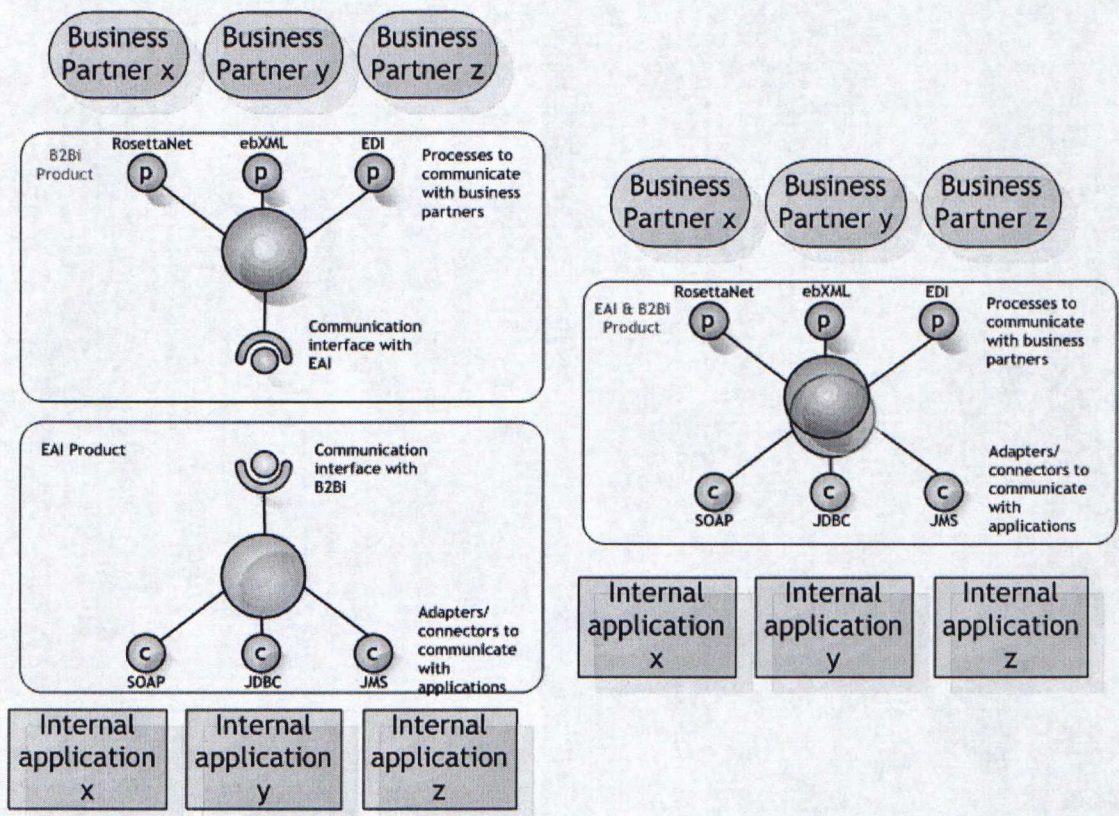 Business
Partner x
Business
Partner y
Business
Partner z
B2Bi
Product
RosettaNet
ebXML
EDI
p
p
p
Processes to
communicate
with business
partners
Communication
interface with
EAI
EAI Product
Communication
interface with
B2Bi
c
c
c
SOAP
JDBC
JMS
Adapters/
connectors to
communicate
with
applications
Internal
application
x
Internal
application
y
Internal
application
z
Business
Partner x
Business
Partner y
Business
Partner z
EAI & B2Bi
Product
RosettaNet
ebXML
EDI
p
p
p
Processes to
communicate
with business
partners
c
c
c
SOAP
JDBC
JMS
Adapters/
connectors to
communicate
with
applications
Internal
application
x
Internal
application
y
Internal
application
z